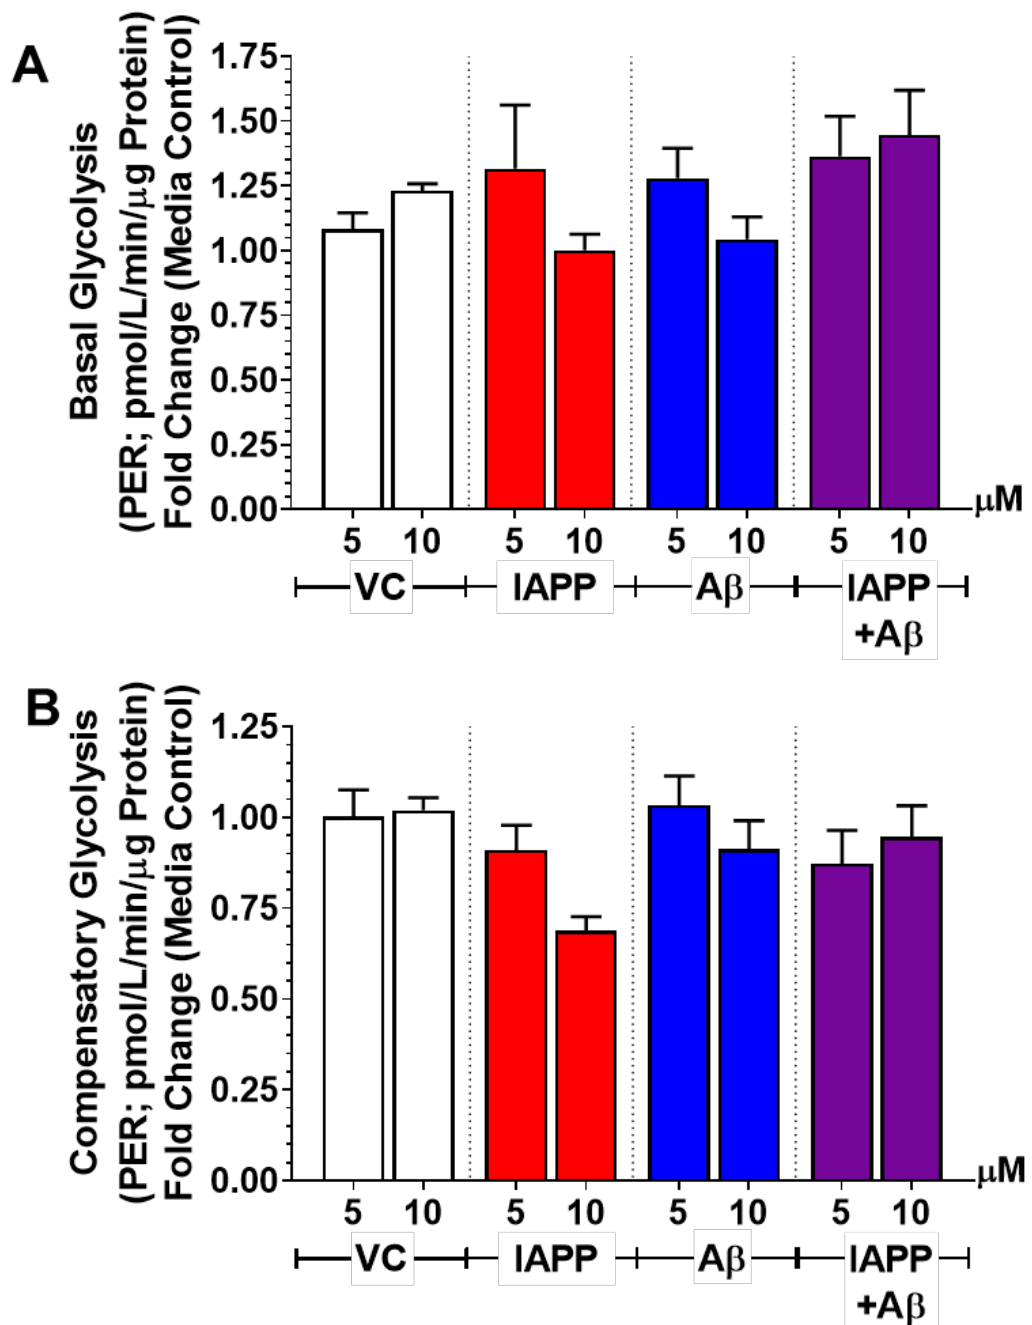 A
Basal Glycolysis
(PER; pmol/L/min/μg Protein)
Fold Change (Media Control)
1.75
1.50
1.25
1.00
0.75
0.50
0.25
0.00
μM
5 10 5 10 5 10 5 10
VC IAPP Aβ IAPP
+Aβ
B
Compensatory Glycolysis
(PER; pmol/L/min/μg Protein)
Fold Change (Media Control)
1.25
1.00
0.75
0.50
0.25
0.00
μM
5 10 5 10 5 10 5 10
VC IAPP Aβ IAPP
+Aβ